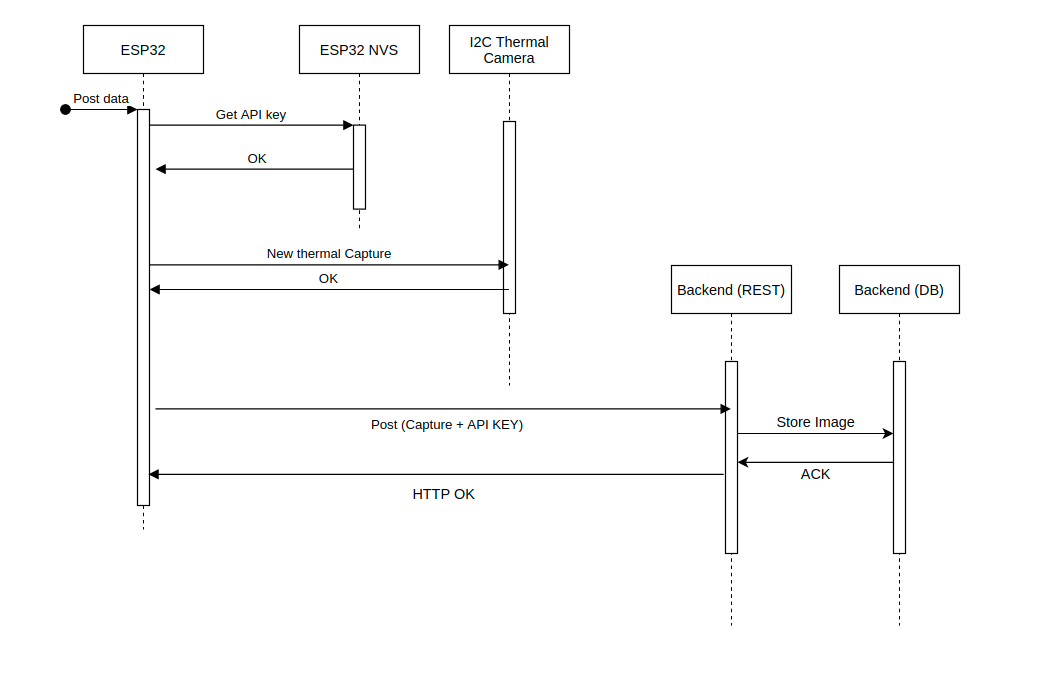 ESP32
ESP32 NVS
I2C Thermal
Camera
Post data
Get API key
OK
New thermal Capture
OK
Backend (REST)
Backend (DB)
Post (Capture + API KEY)
Store Image
ACK
HTTP OK